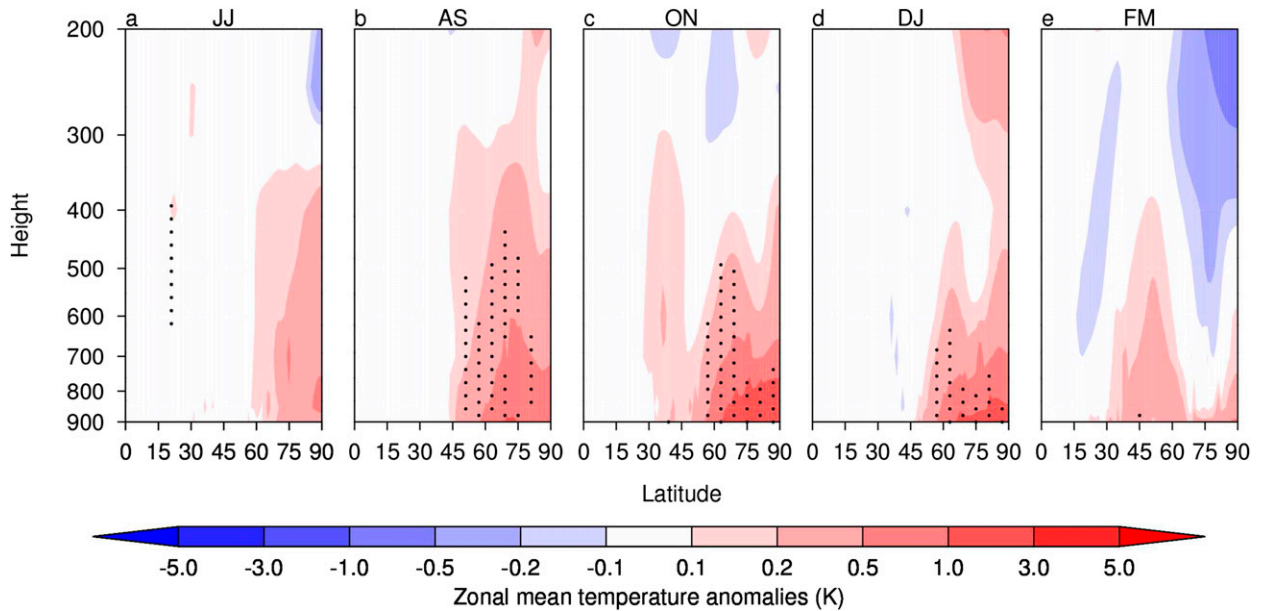 a JJ b AS c ON d DJ e FM
200
300
400
500
600
700
800
900
Height
0 15 30 45 60 75 90 0 15 30 45 60 75 90 0 15 30 45 60 75 90 0 15 30 45 60 75 90 0 15 30 45 60 75 90
Latitude
-5.0 -3.0 -1.0 -0.5 -0.2 -0.1 0.1 0.2 0.5 1.0 3.0 5.0
Zonal mean temperature anomalies (K)